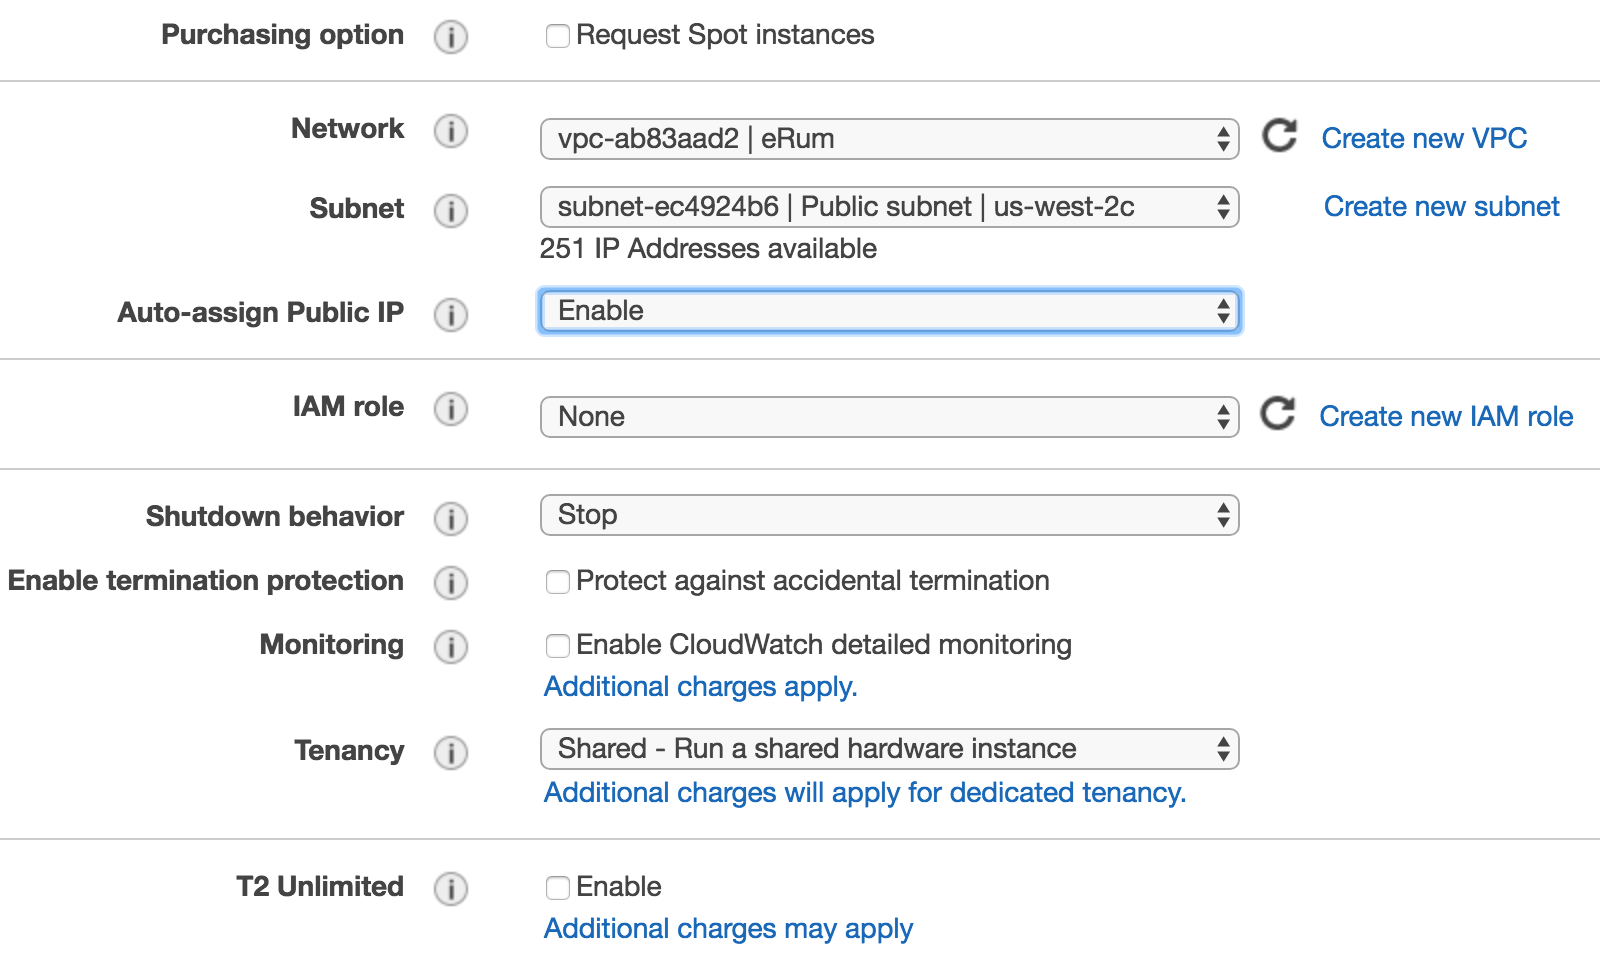 Purchasing option i Request Spot instances
Network i vpc-ab83aad2 | eRum Create new VPC
Subnet i subnet-ec4924b6 | Public subnet | us-west-2c Create new subnet
251 IP Addresses available
Auto-assign Public IP i Enable
IAM role i None Create new IAM role
Shutdown behavior i Stop
Enable termination protection i Protect against accidental termination
Monitoring i Enable CloudWatch detailed monitoring
Additional charges apply.
Tenancy i Shared - Run a shared hardware instance
Additional charges will apply for dedicated tenancy.
T2 Unlimited i Enable
Additional charges may apply